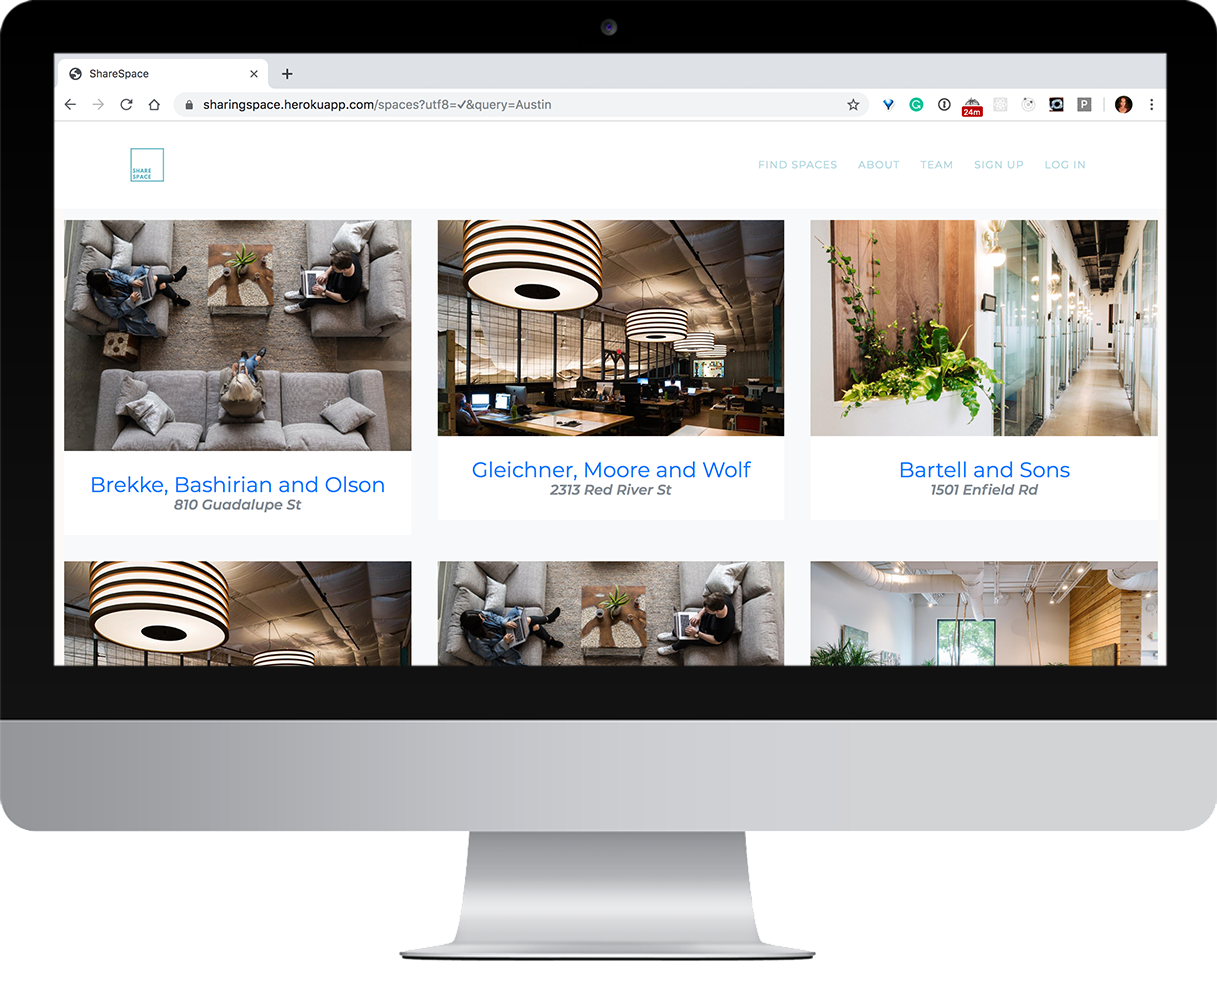 ShareSpace
sharingspace.herokuapp.com/spaces?utf8=✓&query=Austin
24m
P
SHARE
SPACE
FIND SPACES ABOUT TEAM SIGN UP LOG IN
Brekke, Bashirian and Olson
810 Guadalupe St
Gleichner, Moore and Wolf
2313 Red River St
Bartell and Sons
1501 Enfield Rd